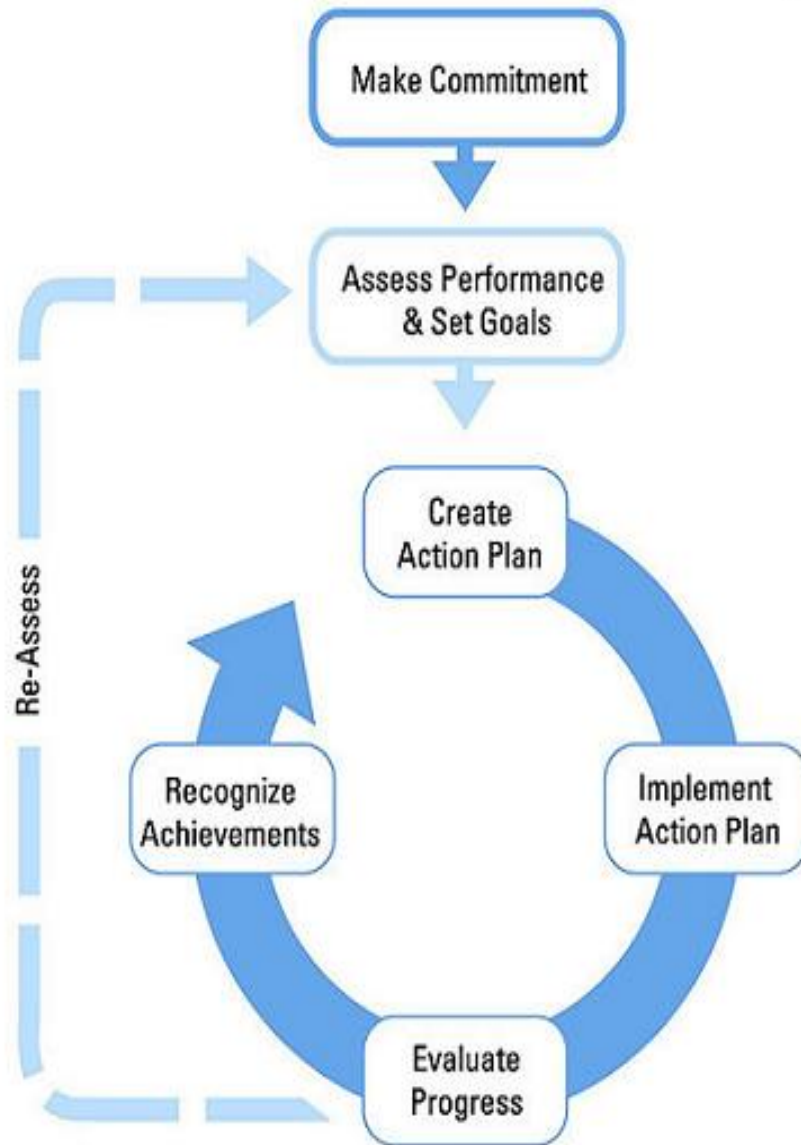 Make Commitment
Assess Performance
& Set Goals
Create
Action Plan
Re-Assess
Recognize
Achievements
Implement
Action Plan
Evaluate
Progress